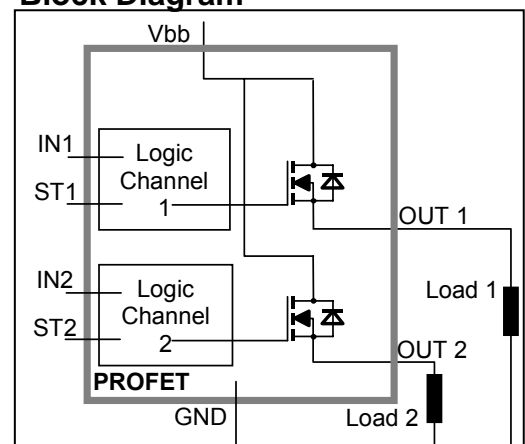 Block Diagram
Vbb
IN1
Logic
Channel
1
ST1
OUT 1
IN2
Logic
Channel
2
ST2
Load 1
OUT 2
PROFET
GND
Load 2